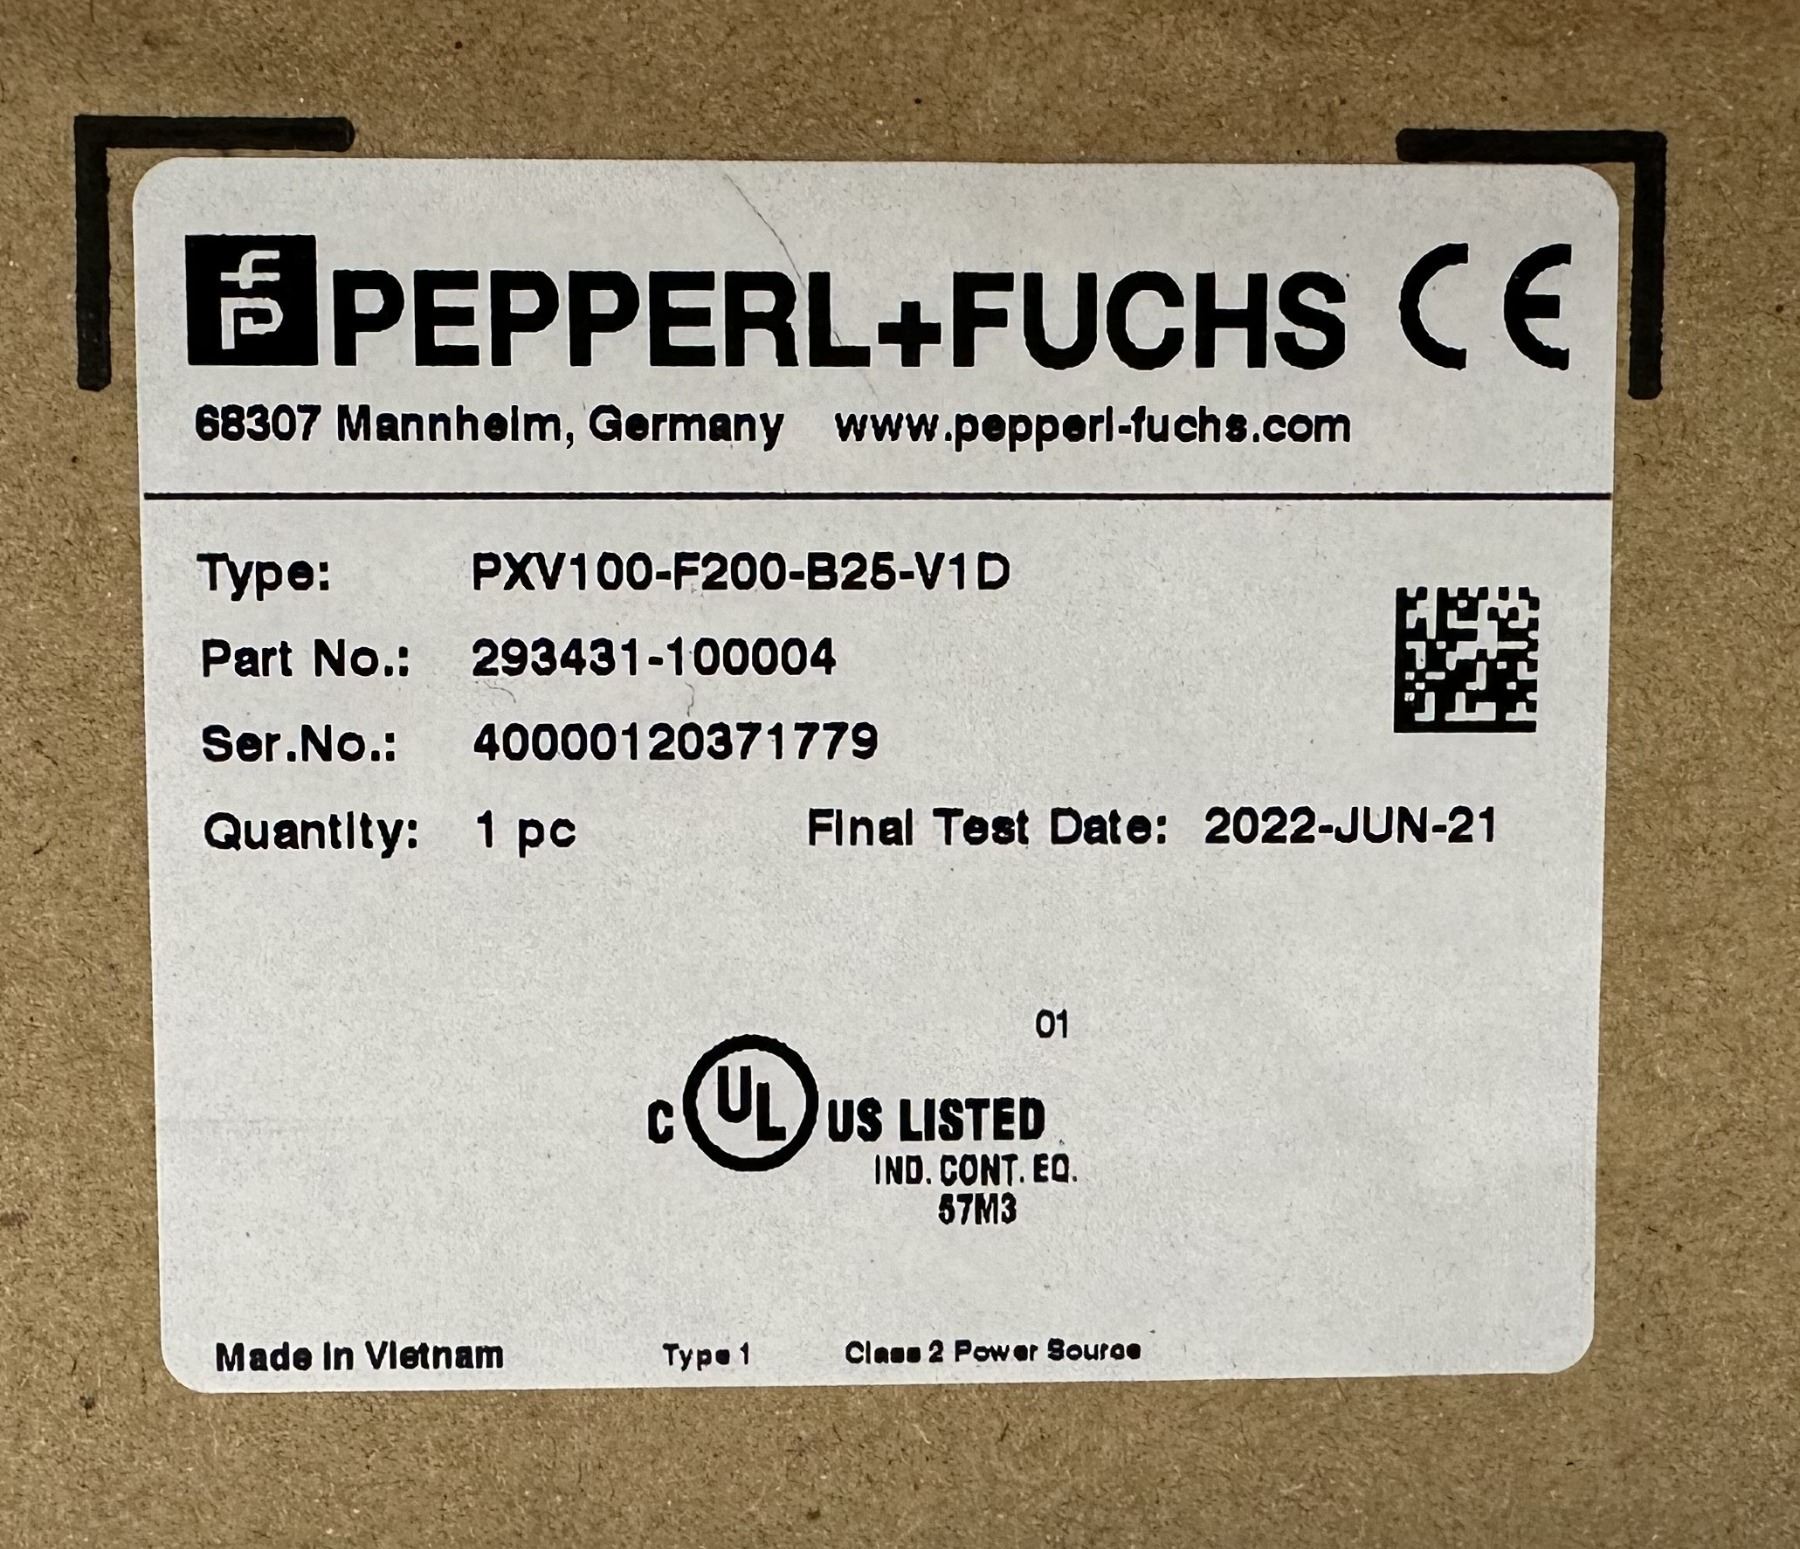 PEPPERL+FUCHS CE
68307 Mannheim, Germany www.pepperl-fuchs.com
Type: PXV100-F200-B25-V1D
Part No.: 293431-100004
Ser.No.: 40000120371779
Quantity: 1 pc Final Test Date: 2022-JUN-21
01
C UL US LISTED
IND. CONT. EQ.
57M3
Made in Vietnam Type 1 Class 2 Power Source